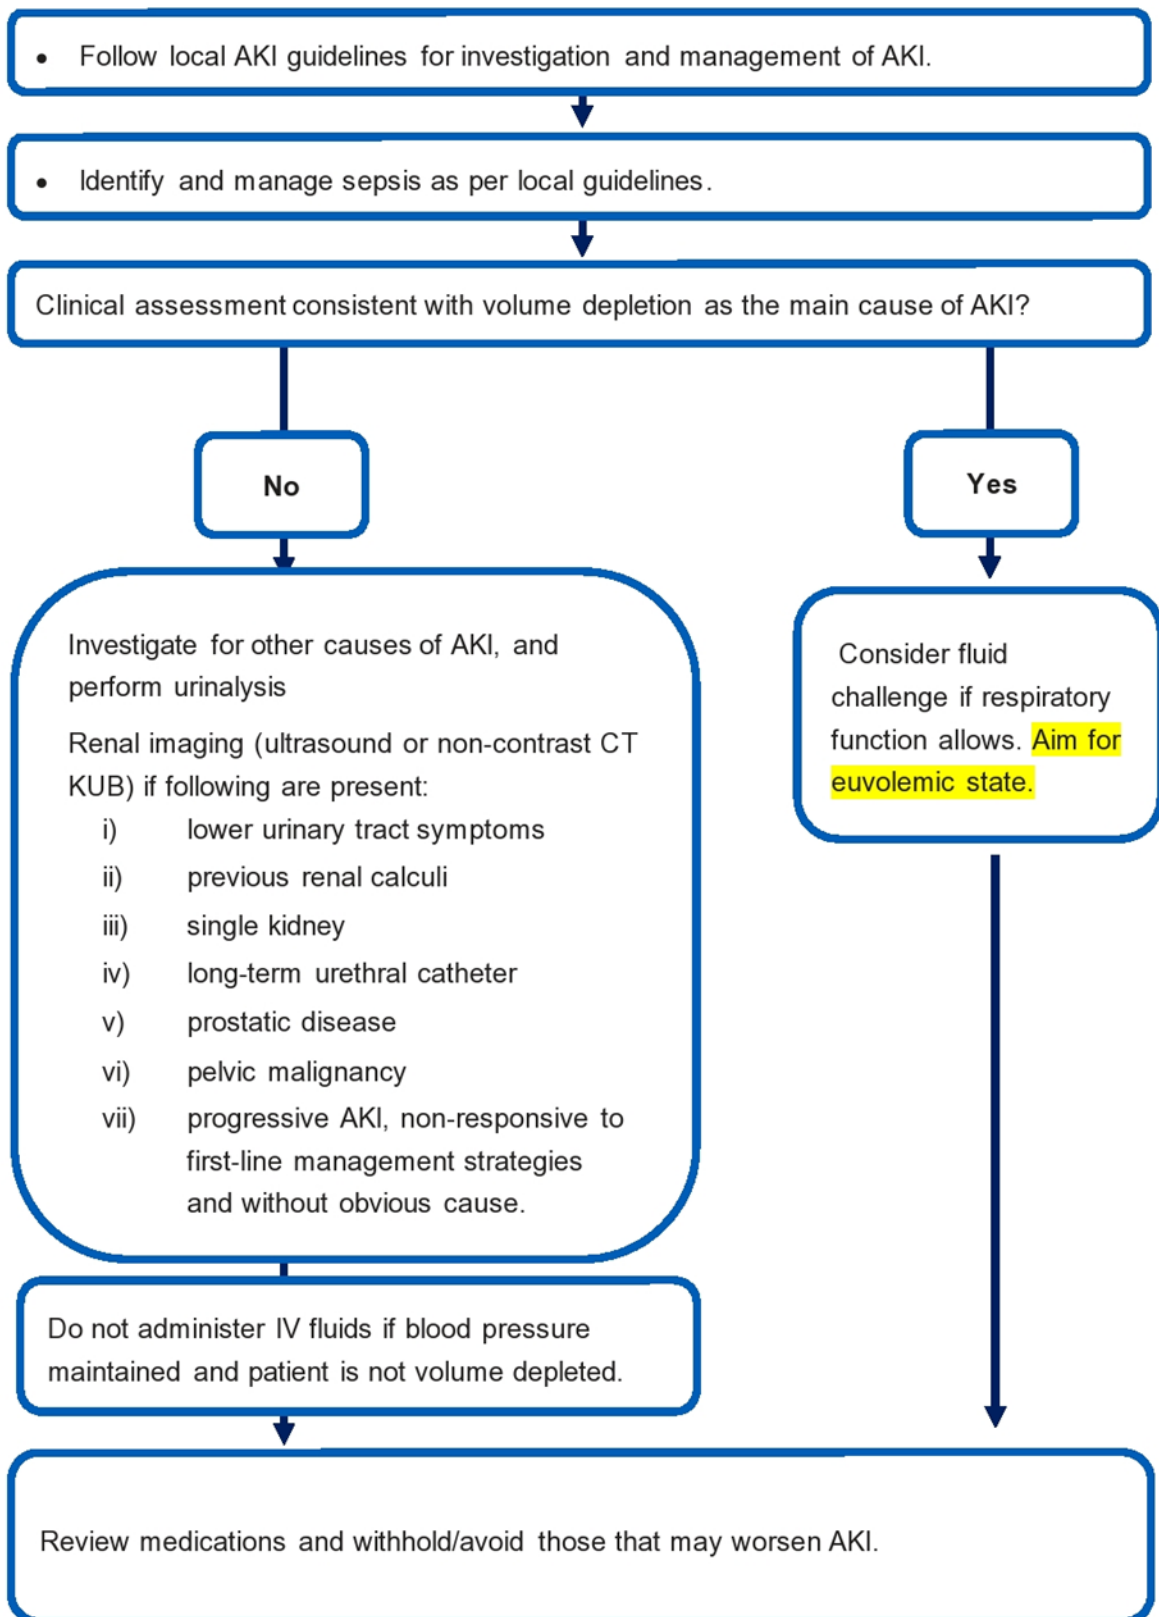 • Follow local AKI guidelines for investigation and management of AKI.
• Identify and manage sepsis as per local guidelines.
Clinical assessment consistent with volume depletion as the main cause of AKI?
No
Yes
Investigate for other causes of AKI, and
perform urinalysis
Renal imaging (ultrasound or non-contrast CT
KUB) if following are present:
i) lower urinary tract symptoms
ii) previous renal calculi
iii) single kidney
iv) long-term urethral catheter
v) prostatic disease
vi) pelvic malignancy
vii) progressive AKI, non-responsive to
first-line management strategies
and without obvious cause.
Consider fluid
challenge if respiratory
function allows. Aim for
euvolemic state.
Do not administer IV fluids if blood pressure
maintained and patient is not volume depleted.
Review medications and withhold/avoid those that may worsen AKI.